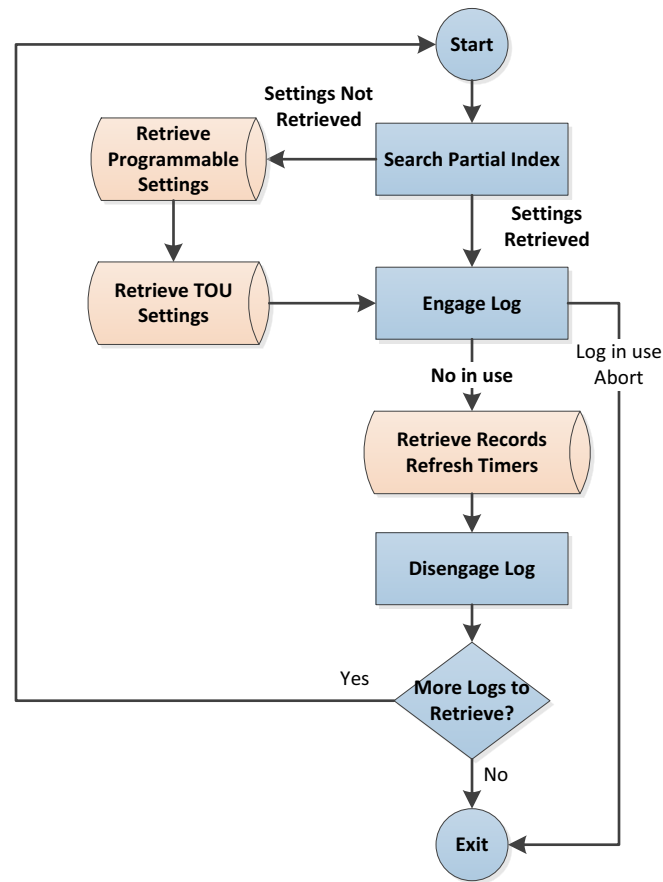 Start
Settings Not
Retrieved
Retrieve
Programmable
Settings
Search Partial Index
Settings
Retrieved
Retrieve TOU
Settings
Engage Log
Log in use
Abort
No in use
Retrieve Records
Refresh Timers
Disengage Log
Yes
More Logs to
Retrieve?
No
Exit